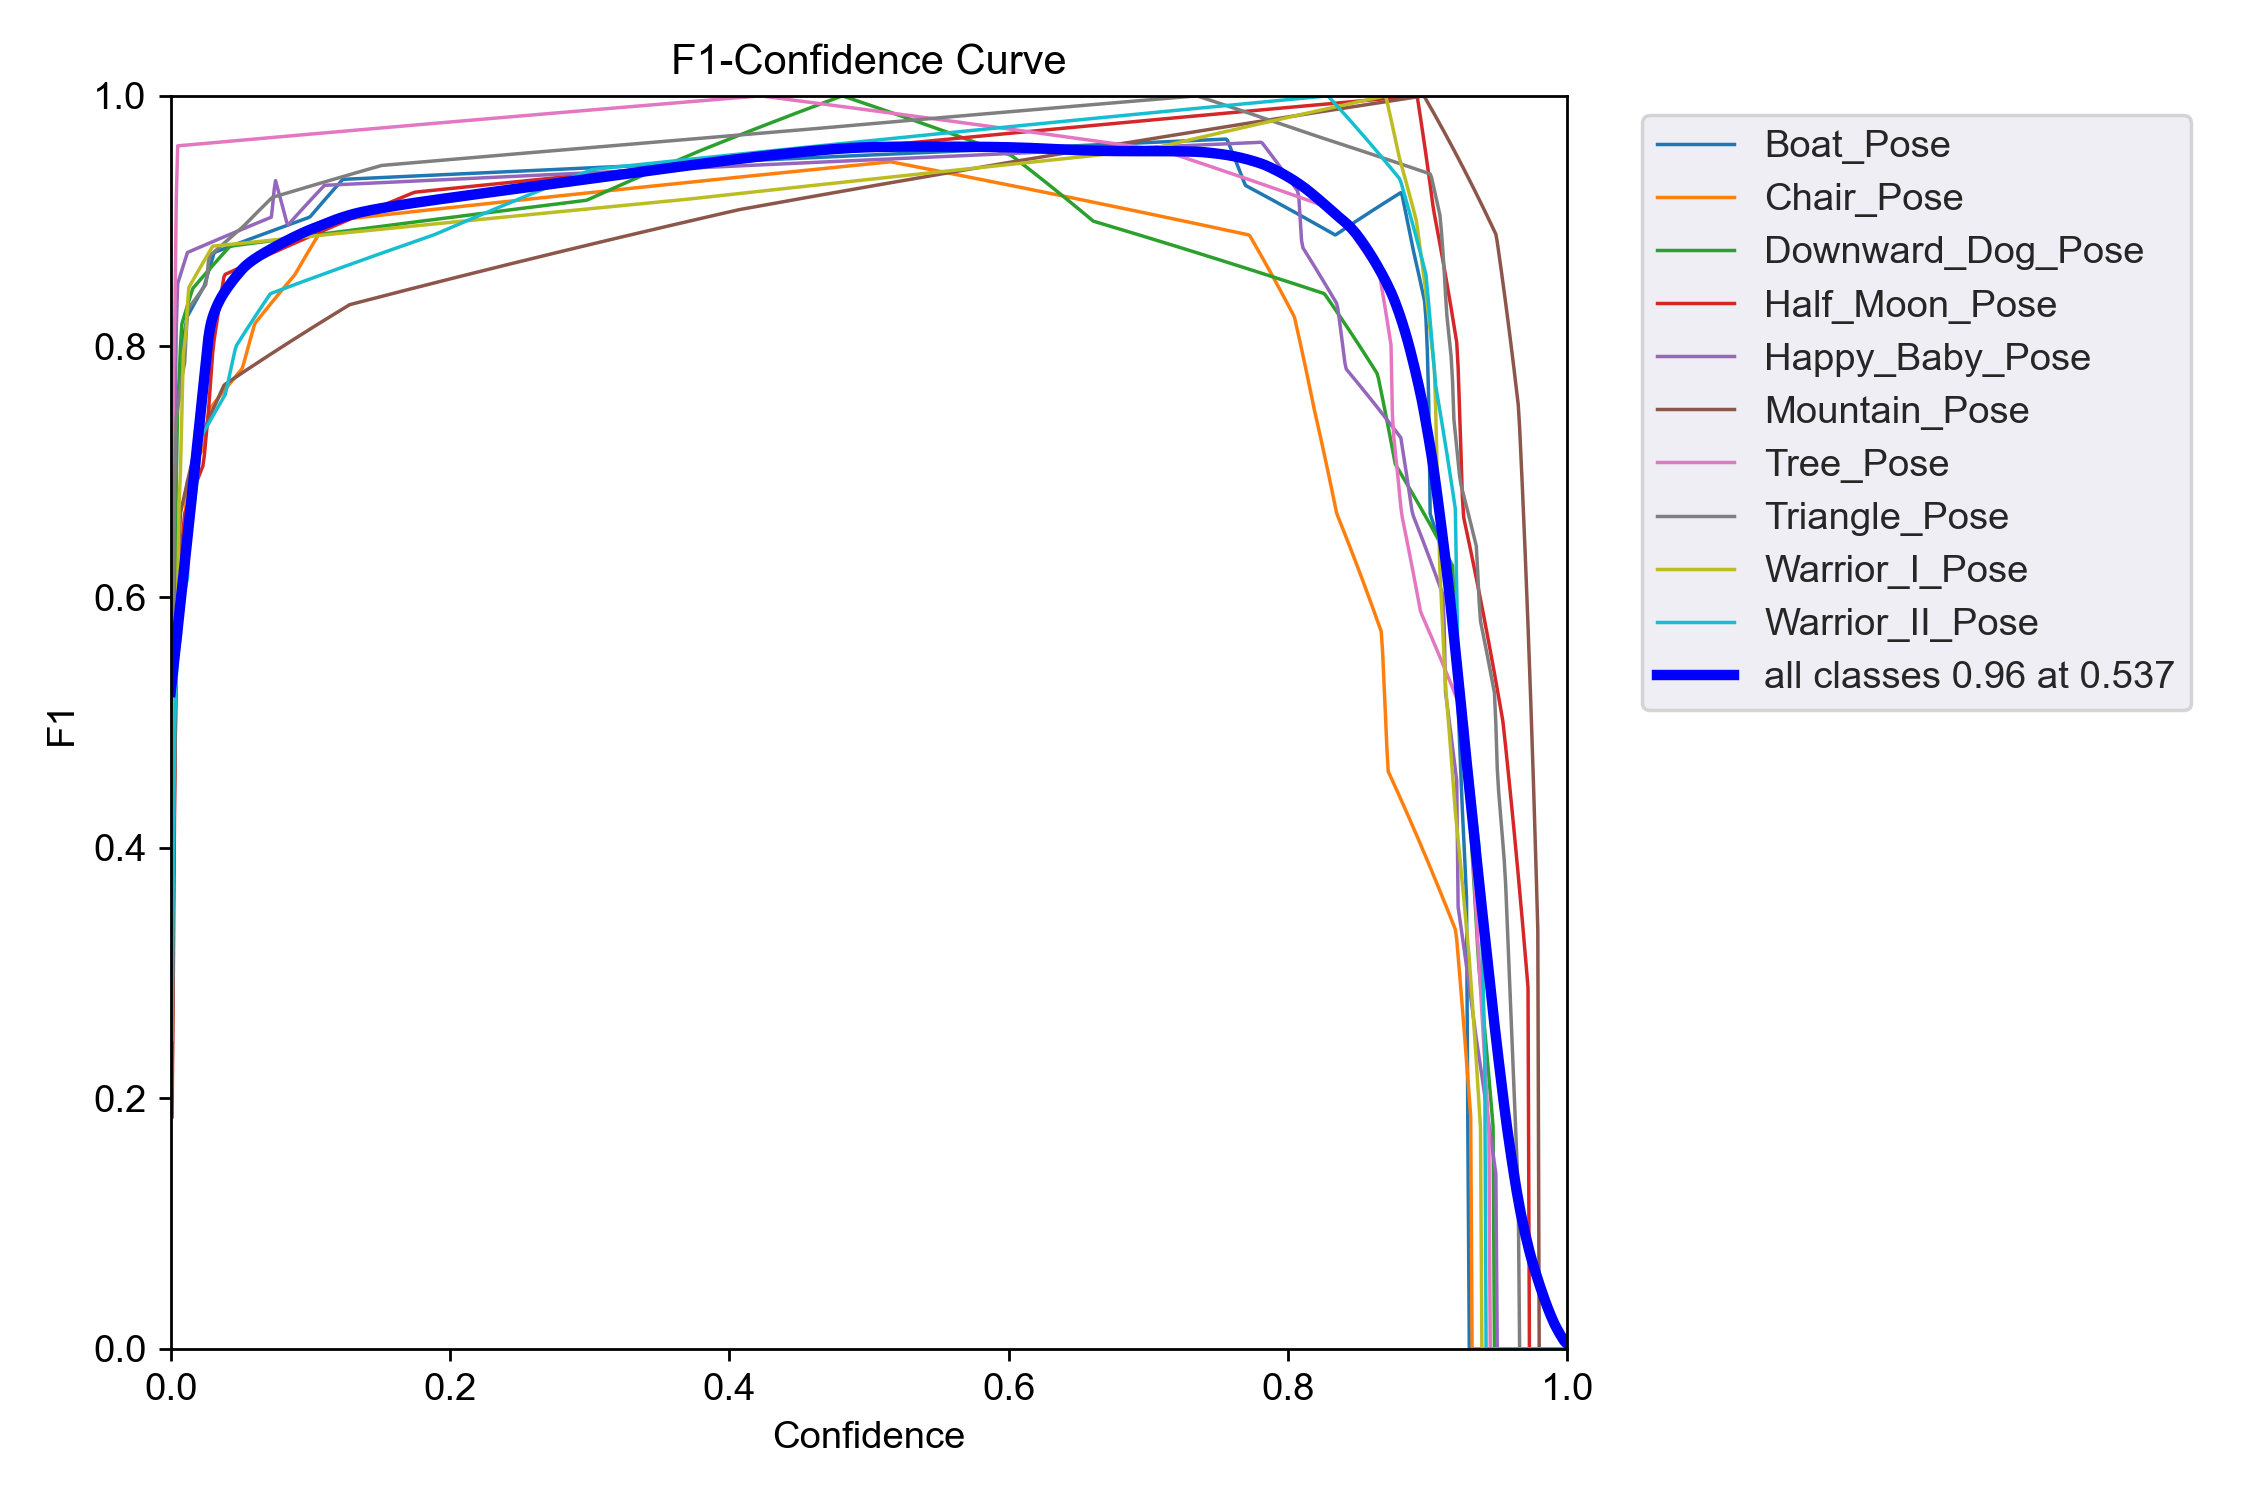 F1-Confidence Curve
1.0
0.8
0.6
0.4
0.2
0.0
F1
0.0 0.2 0.4 0.6 0.8 1.0
Confidence
Boat_Pose
Chair_Pose
Downward_Dog_Pose
Half_Moon_Pose
Happy_Baby_Pose
Mountain_Pose
Tree_Pose
Triangle_Pose
Warrior_I_Pose
Warrior_II_Pose
all classes 0.96 at 0.537